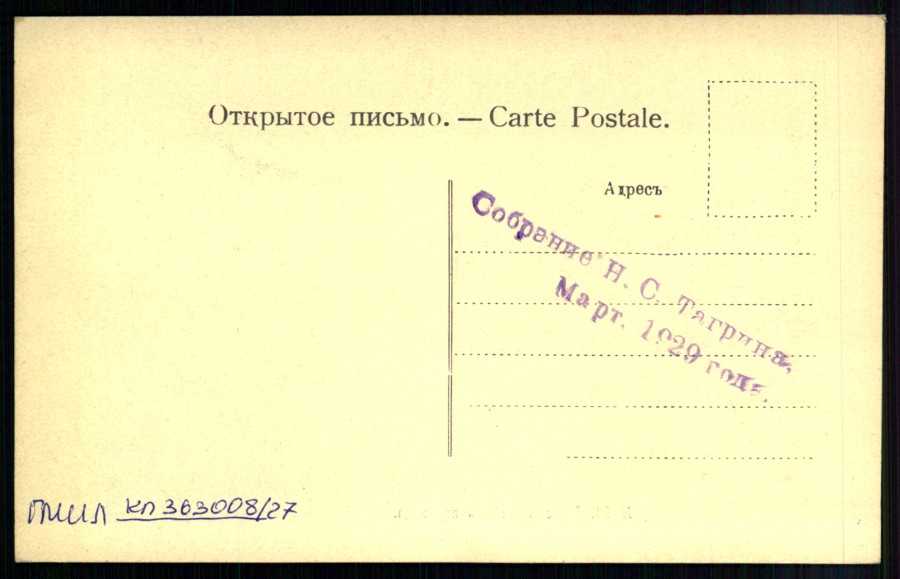 Открытое письмо. — Carte Postale.
Адресъ
Собрание Н. С. Тагрина,
Март. 1929 года.
ГМИЛ КП 363008/27